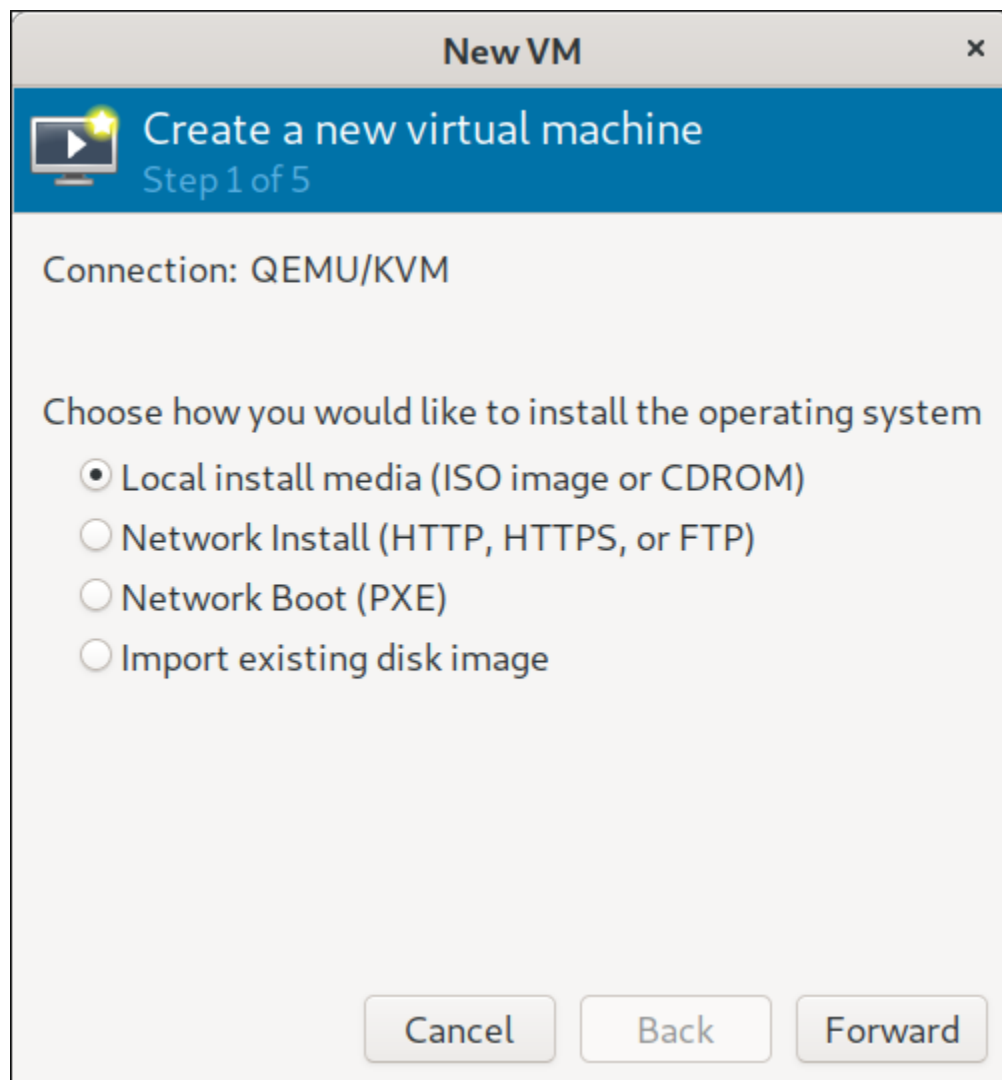 New VM
Create a new virtual machine
Step 1 of 5
Connection: QEMU/KVM
Choose how you would like to install the operating system
Local install media (ISO image or CDROM)
Network Install (HTTP, HTTPS, or FTP)
Network Boot (PXE)
Import existing disk image
Cancel Back Forward